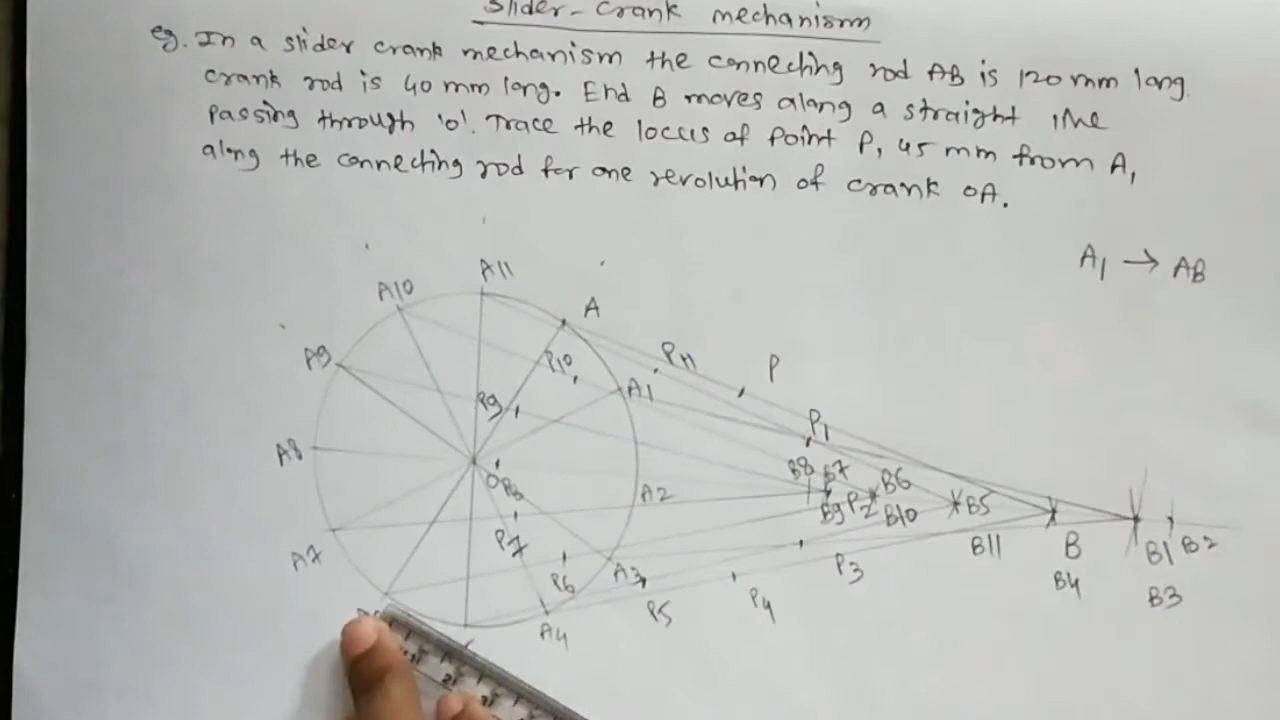 Slider-crank mechanism
eg. In a slider crank mechanism the connecting rod AB is 120 mm long.
crank rod is 40 mm long. End B moves along a straight line
Passing through 'O'. Trace the locus of Point P, 45 mm from A,
along the connecting rod for one revolution of crank OA.
A1 → AB
A11
A10
A
P11
P
A9
P10
A1
P9
P1
A8
B8 B7
B6
O
P8
A2
B9 P2
B10
B5
P7
B11
B
B1 B2
A7
P6
A3
P3
B4
B3
P5
P4
A4